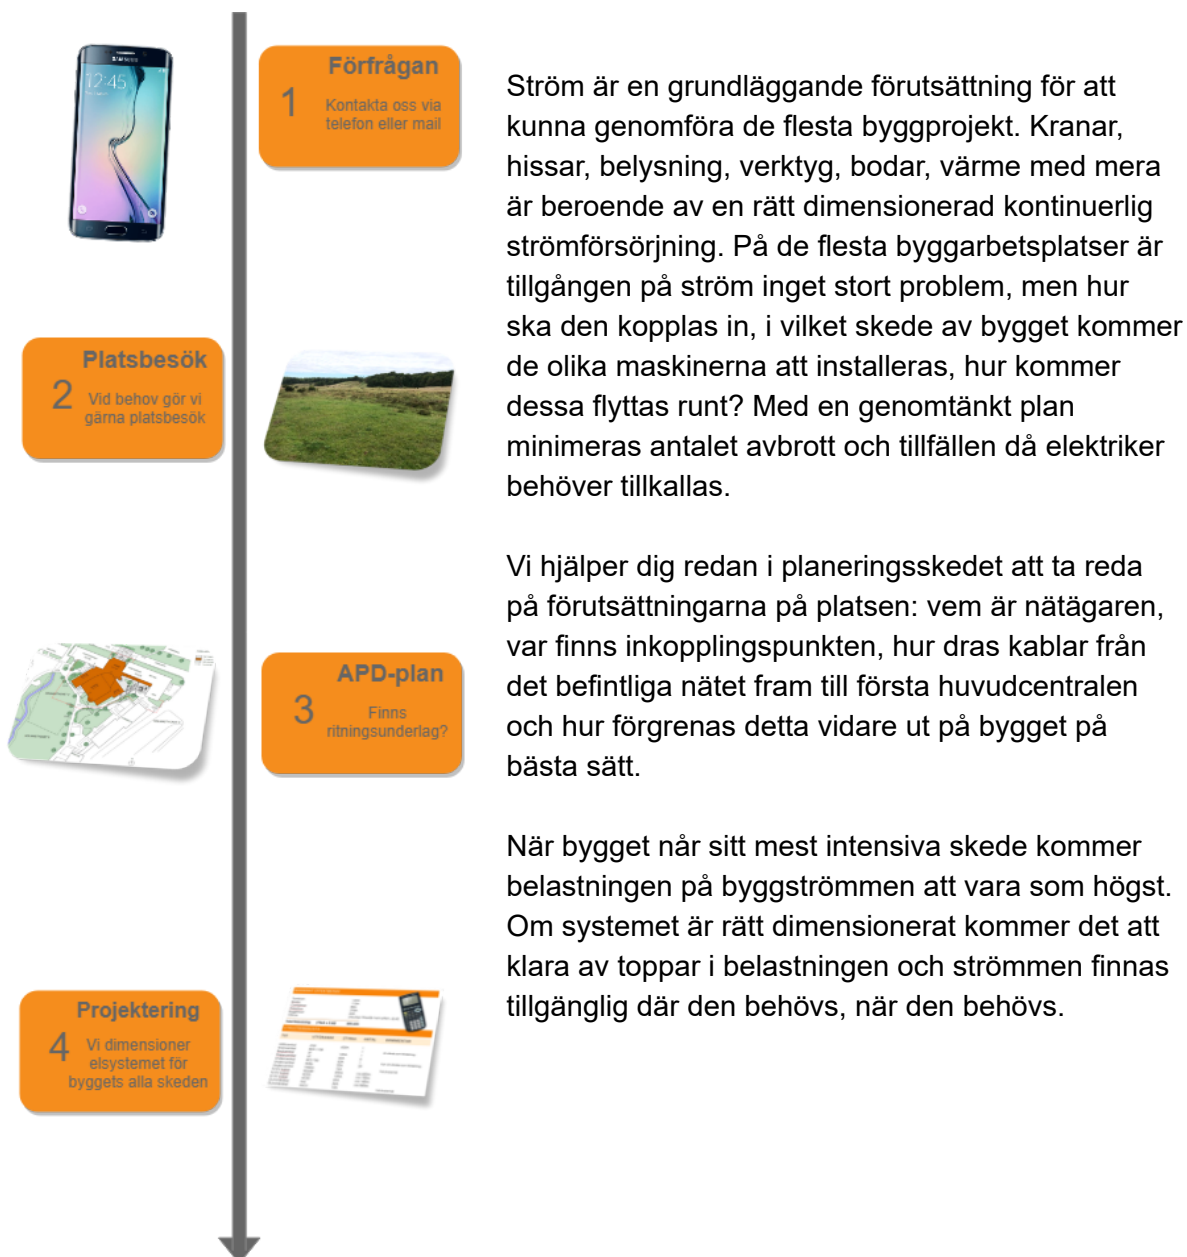 SAMSUNG
12:45
Förfrågan
1
Kontakta oss via
telefon eller mail
Platsbesök
2
Vid behov gör vi
gärna platsbesök
APD-plan
3
Finns
ritningsunderlag?
Projektering
4
Vi dimensioner
elsystemet för
byggets alla skeden
Ström är en grundläggande förutsättning för att
kunna genomföra de flesta byggprojekt. Kranar,
hissar, belysning, verktyg, bodar, värme med mera
är beroende av en rätt dimensionerad kontinuerlig
strömförsörjning. På de flesta byggarbetsplatser är
tillgången på ström inget stort problem, men hur
ska den kopplas in, i vilket skede av bygget kommer
de olika maskinerna att installeras, hur kommer
dessa flyttas runt? Med en genomtänkt plan
minimeras antalet avbrott och tillfällen då elektriker
behöver tillkallas.
Vi hjälper dig redan i planeringsskedet att ta reda
på förutsättningarna på platsen: vem är nätägaren,
var finns inkopplingspunkten, hur dras kablar från
det befintliga nätet fram till första huvudcentralen
och hur förgrenas detta vidare ut på bygget på
bästa sätt.
När bygget når sitt mest intensiva skede kommer
belastningen på byggströmmen att vara som högst.
Om systemet är rätt dimensionerat kommer det att
klara av toppar i belastningen och strömmen finnas
tillgänglig där den behövs, när den behövs.